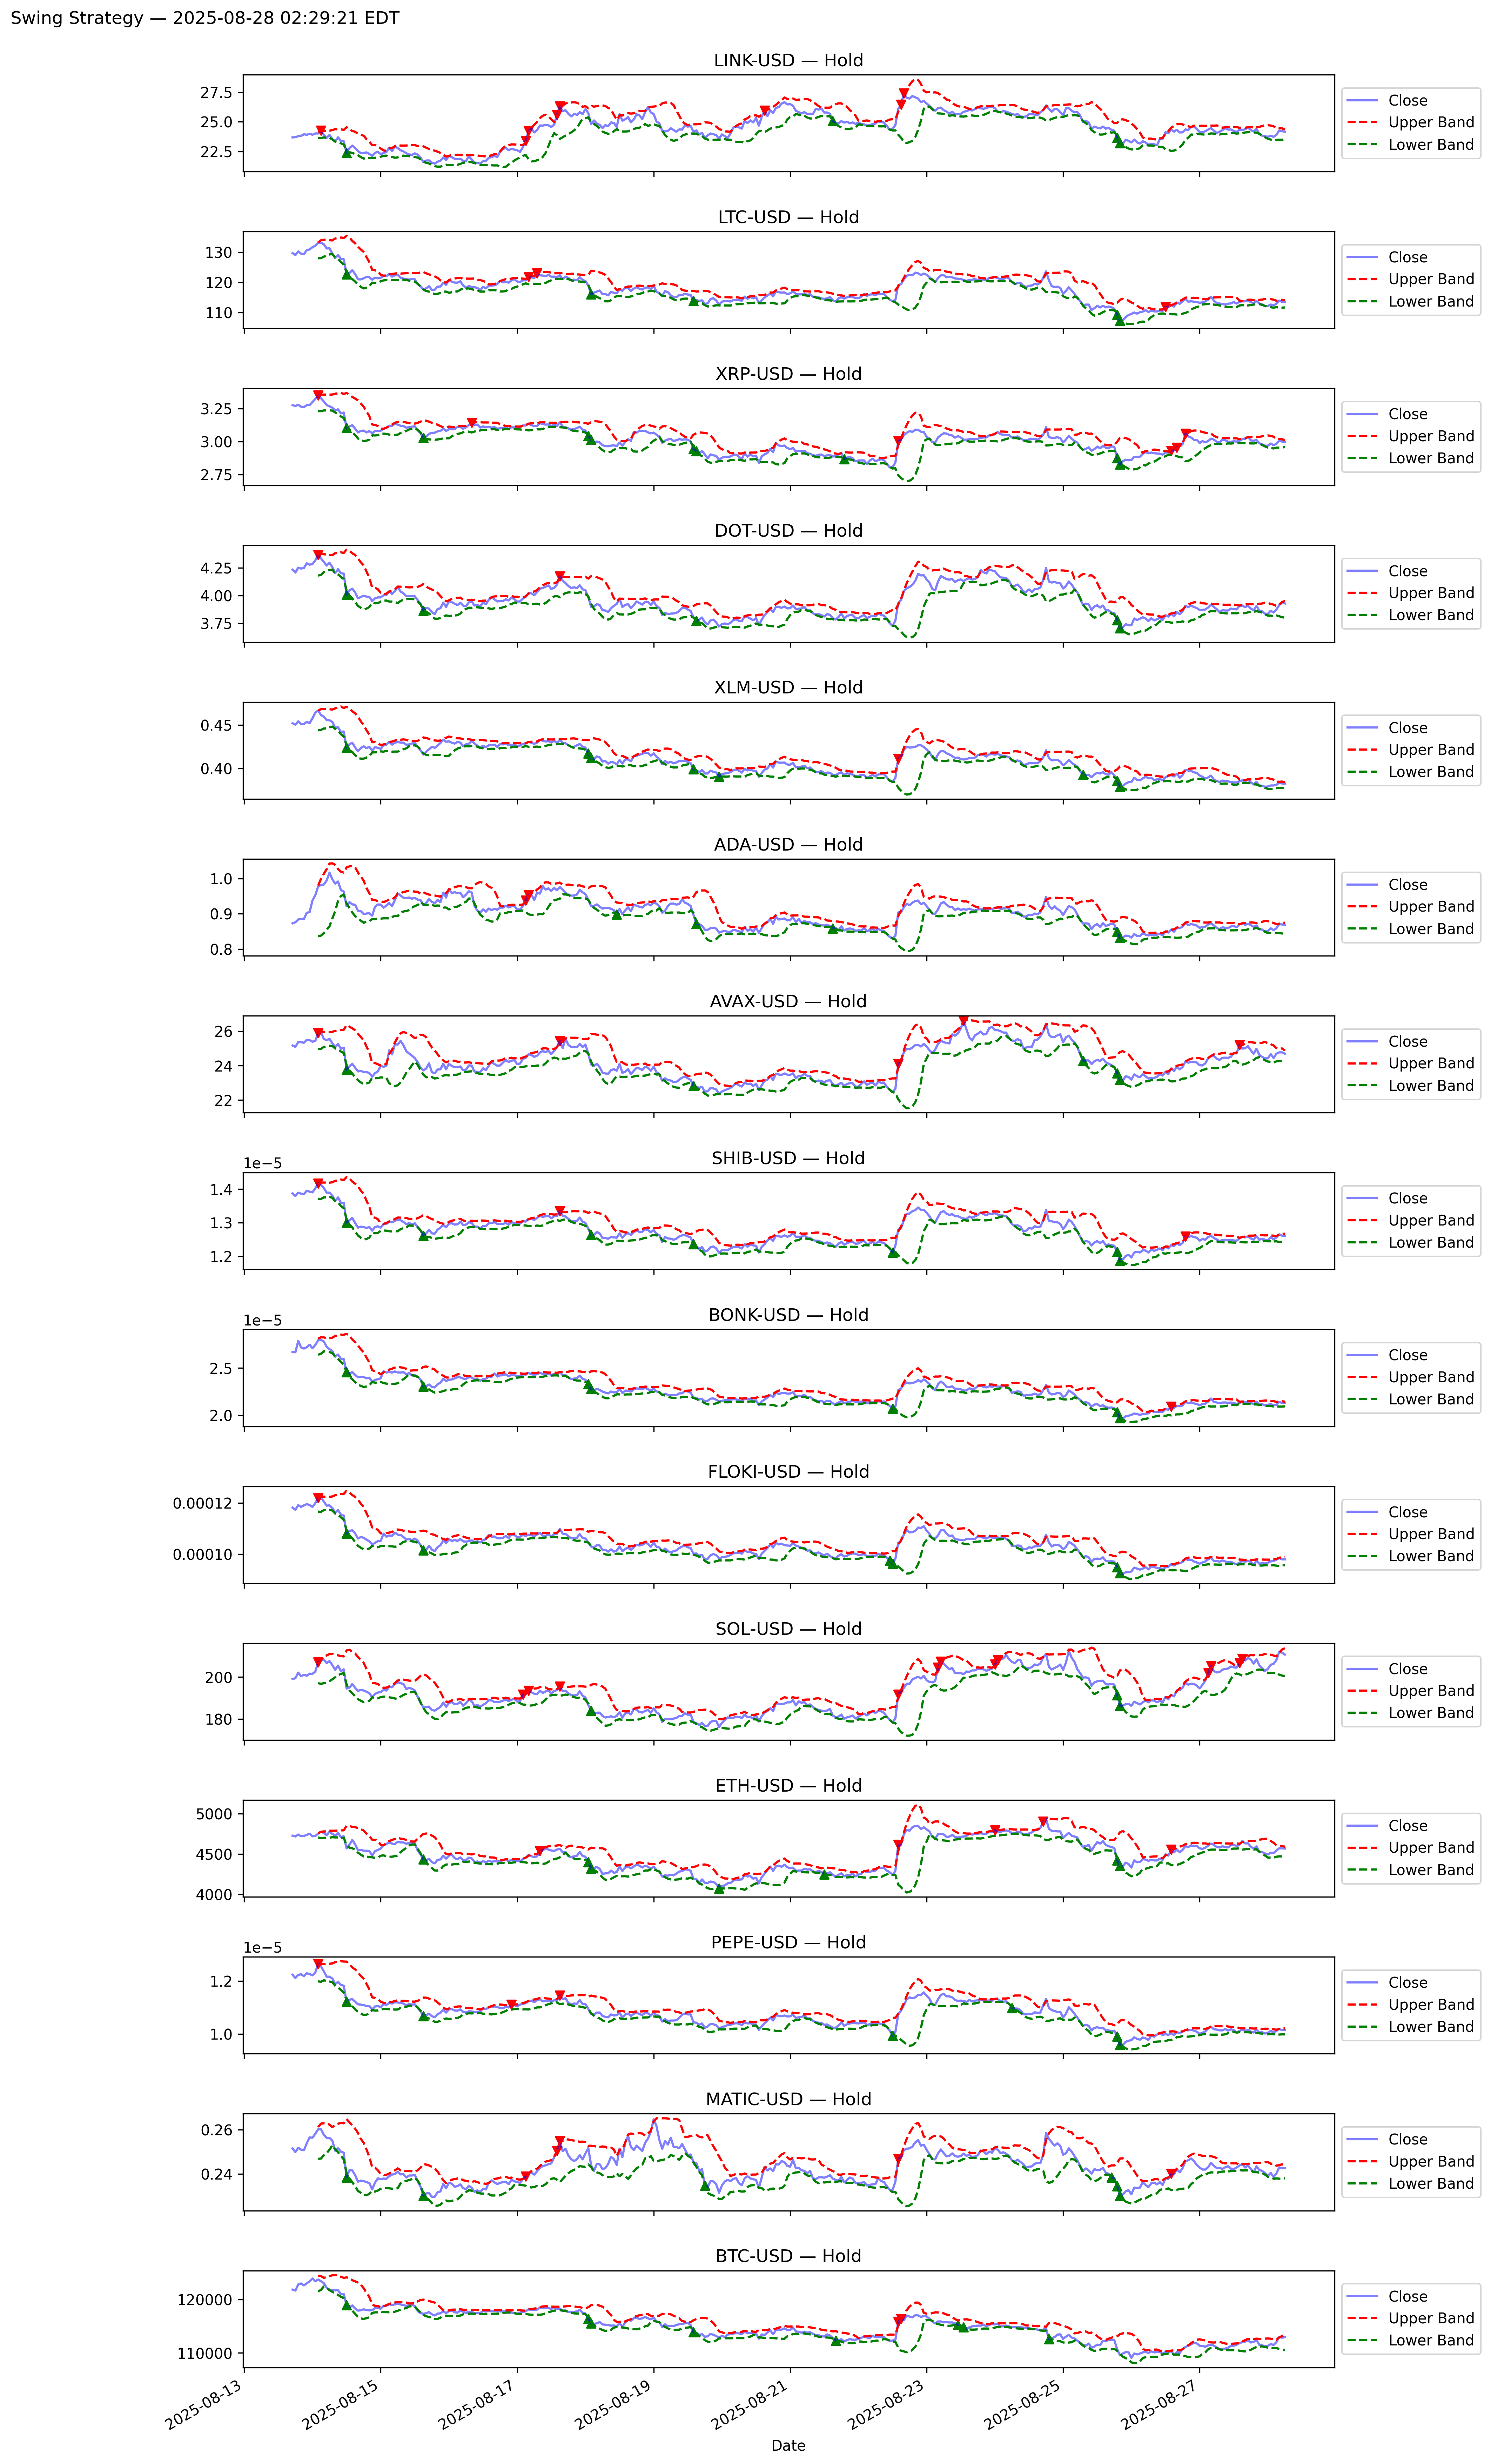 Swing Strategy — 2025-08-28 02:29:21 EDT
LINK-USD — Hold
27.5
25.0
22.5
Close
Upper Band
Lower Band
LTC-USD — Hold
130
120
110
Close
Upper Band
Lower Band
XRP-USD — Hold
3.25
3.00
2.75
Close
Upper Band
Lower Band
DOT-USD — Hold
4.25
4.00
3.75
Close
Upper Band
Lower Band
XLM-USD — Hold
0.45
0.40
Close
Upper Band
Lower Band
ADA-USD — Hold
1.0
0.9
0.8
Close
Upper Band
Lower Band
AVAX-USD — Hold
26
24
22
Close
Upper Band
Lower Band
SHIB-USD — Hold
1e−5
1.4
1.3
1.2
Close
Upper Band
Lower Band
BONK-USD — Hold
1e−5
2.5
2.0
Close
Upper Band
Lower Band
FLOKI-USD — Hold
0.00012
0.00010
Close
Upper Band
Lower Band
SOL-USD — Hold
200
180
Close
Upper Band
Lower Band
ETH-USD — Hold
5000
4500
4000
Close
Upper Band
Lower Band
PEPE-USD — Hold
1e−5
1.2
1.0
Close
Upper Band
Lower Band
MATIC-USD — Hold
0.26
0.24
Close
Upper Band
Lower Band
BTC-USD — Hold
120000
110000
Close
Upper Band
Lower Band
2025-08-13
2025-08-15
2025-08-17
2025-08-19
2025-08-21
2025-08-23
2025-08-25
2025-08-27
Date